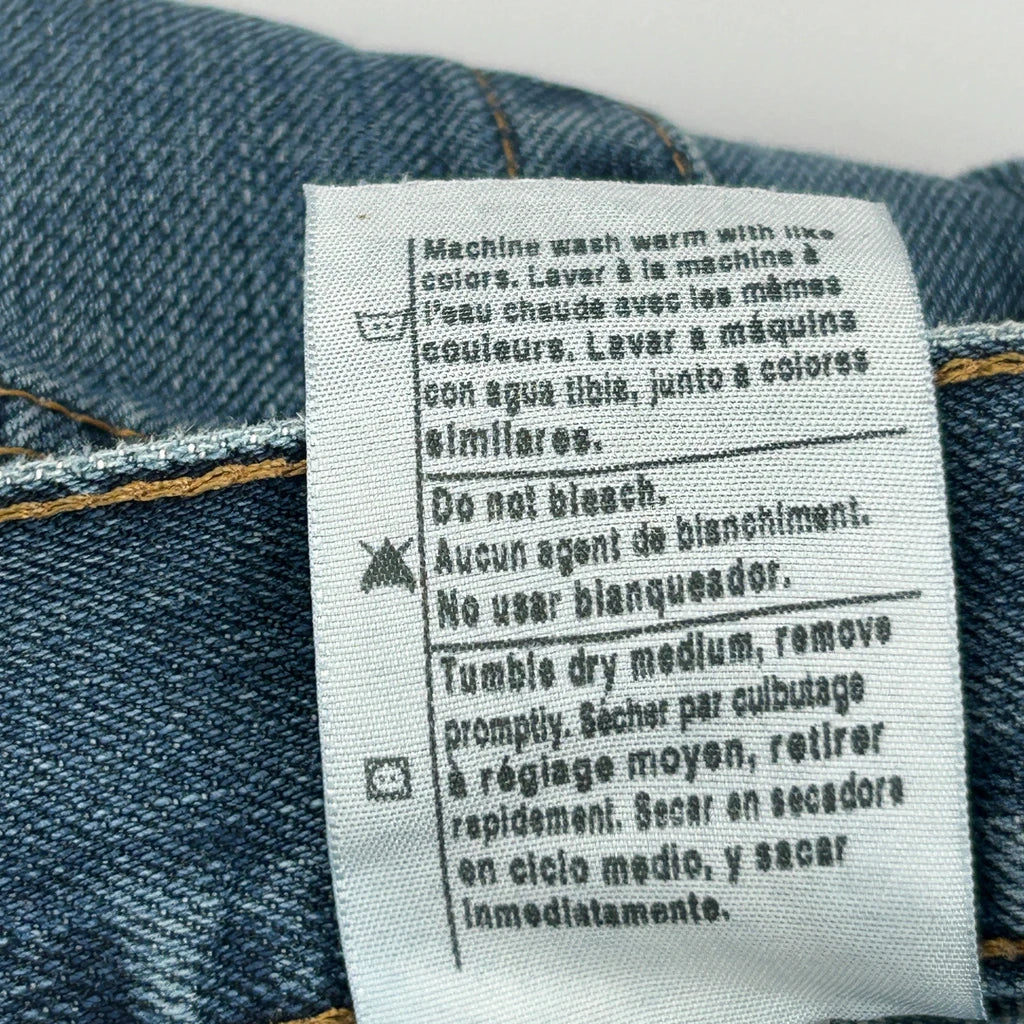 Machine wash warm with like
colors. Laver à la machine à
l'eau chaude avec les mêmes
couleurs. Lavar a máquina
con agua tibia, junto a colores
similares.
Do not bleach.
Aucun agent de blanchiment.
No usar blanqueador.
Tumble dry medium, remove
promptly. Sécher par culbutage
à réglage moyen, retirer
rapidement. Secar en secadora
en ciclo medio, y sacar
inmediatamente.